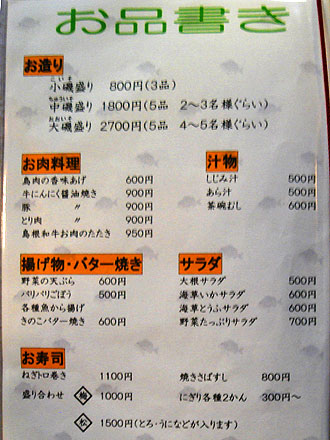 お品書き
お造り
こいそ
小磯盛り 800円(3品)
ちゅういそ
中磯盛り 1800円(5品 2～3名様ぐらい)
おおいそ
大磯盛り 2700円(5品 4～5名様ぐらい)
お肉料理
鳥肉の香味あげ 600円
牛にんにく醤油焼き 900円
豚 〃 900円
とり肉 〃 900円
島根和牛お肉のたたき 950円
汁物
しじみ汁 500円
あら汁 500円
茶碗むし 600円
揚げ物・バター焼き
野菜の天ぷら 600円
パリパリごぼう 500円
各種魚から揚げ
きのこバター焼き 600円
サラダ
大根サラダ 500円
海草いかサラダ 600円
海草とうふサラダ 600円
野菜たっぷりサラダ 700円
お寿司
ねぎトロ巻き 1100円
盛り合わせ 梅 1000円
松 1500円(とろ・うになどが入ります)
焼きさばすし 800円
にぎり各種2かん 300円～